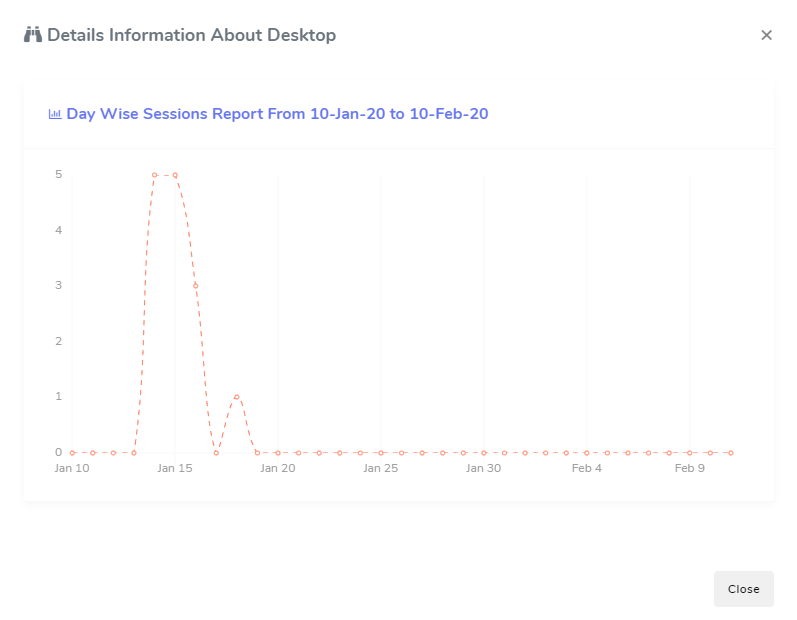 Details Information About Desktop ×
Day Wise Sessions Report From 10-Jan-20 to 10-Feb-20
5
4
3
2
1
0
Jan 10 Jan 15 Jan 20 Jan 25 Jan 30 Feb 4 Feb 9
Close